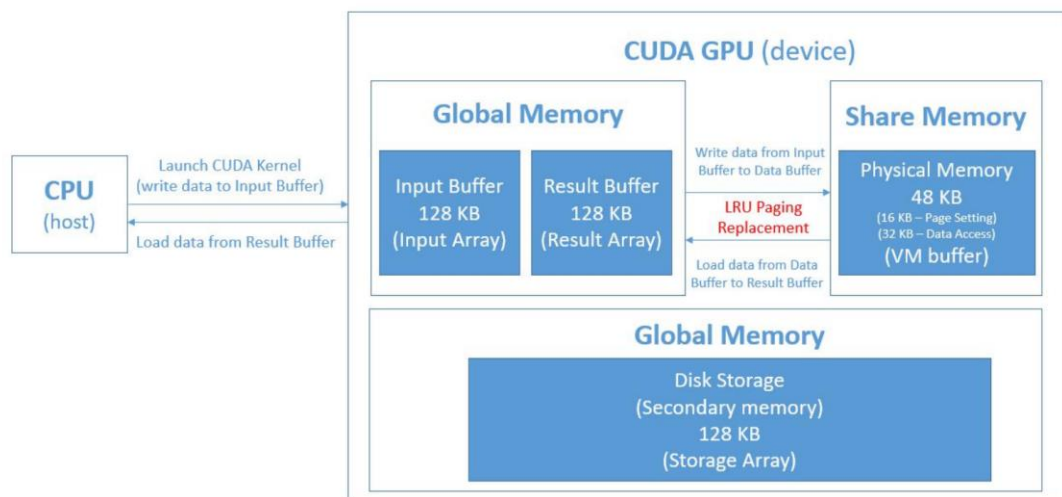 CUDA GPU (device)
Global Memory
Share Memory
CPU
(host)
Launch CUDA Kernel
(write data to Input Buffer)
Load data from Result Buffer
Input Buffer
128 KB
(Input Array)
Result Buffer
128 KB
(Result Array)
Write data from Input
Buffer to Data Buffer
LRU Paging
Replacement
Load data from Data
Buffer to Result Buffer
Physical Memory
48 KB
(16 KB – Page Setting)
(32 KB – Data Access)
(VM buffer)
Global Memory
Disk Storage
(Secondary memory)
128 KB
(Storage Array)